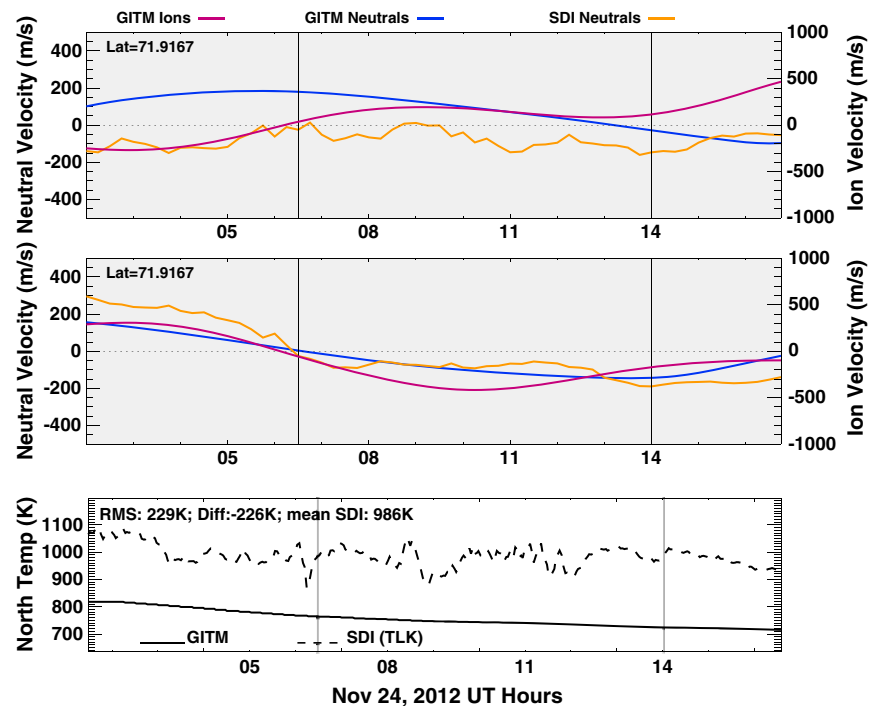 GITM Ions GITM Neutrals SDI Neutrals
Neutral Velocity (m/s)
400
200
0
-200
-400
Lat=71.9167
1000
500
0
-500
-1000
Ion Velocity (m/s)
05 08 11 14
Neutral Velocity (m/s)
400
200
0
-200
-400
Lat=71.9167
1000
500
0
-500
-1000
Ion Velocity (m/s)
05 08 11 14
North Temp (K)
1100
1000
900
800
700
RMS: 229K; Diff:-226K; mean SDI: 986K
GITM SDI (TLK)
05 08 11 14
Nov 24, 2012 UT Hours